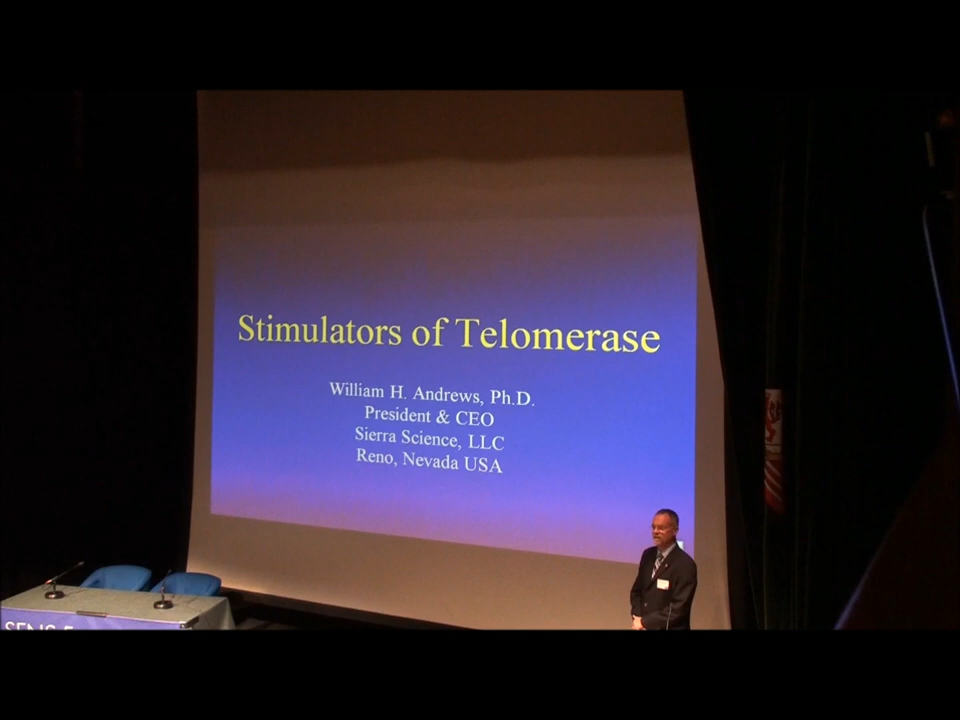 Stimulators of Telomerase
William H. Andrews, Ph.D.
President & CEO
Sierra Science, LLC
Reno, Nevada USA